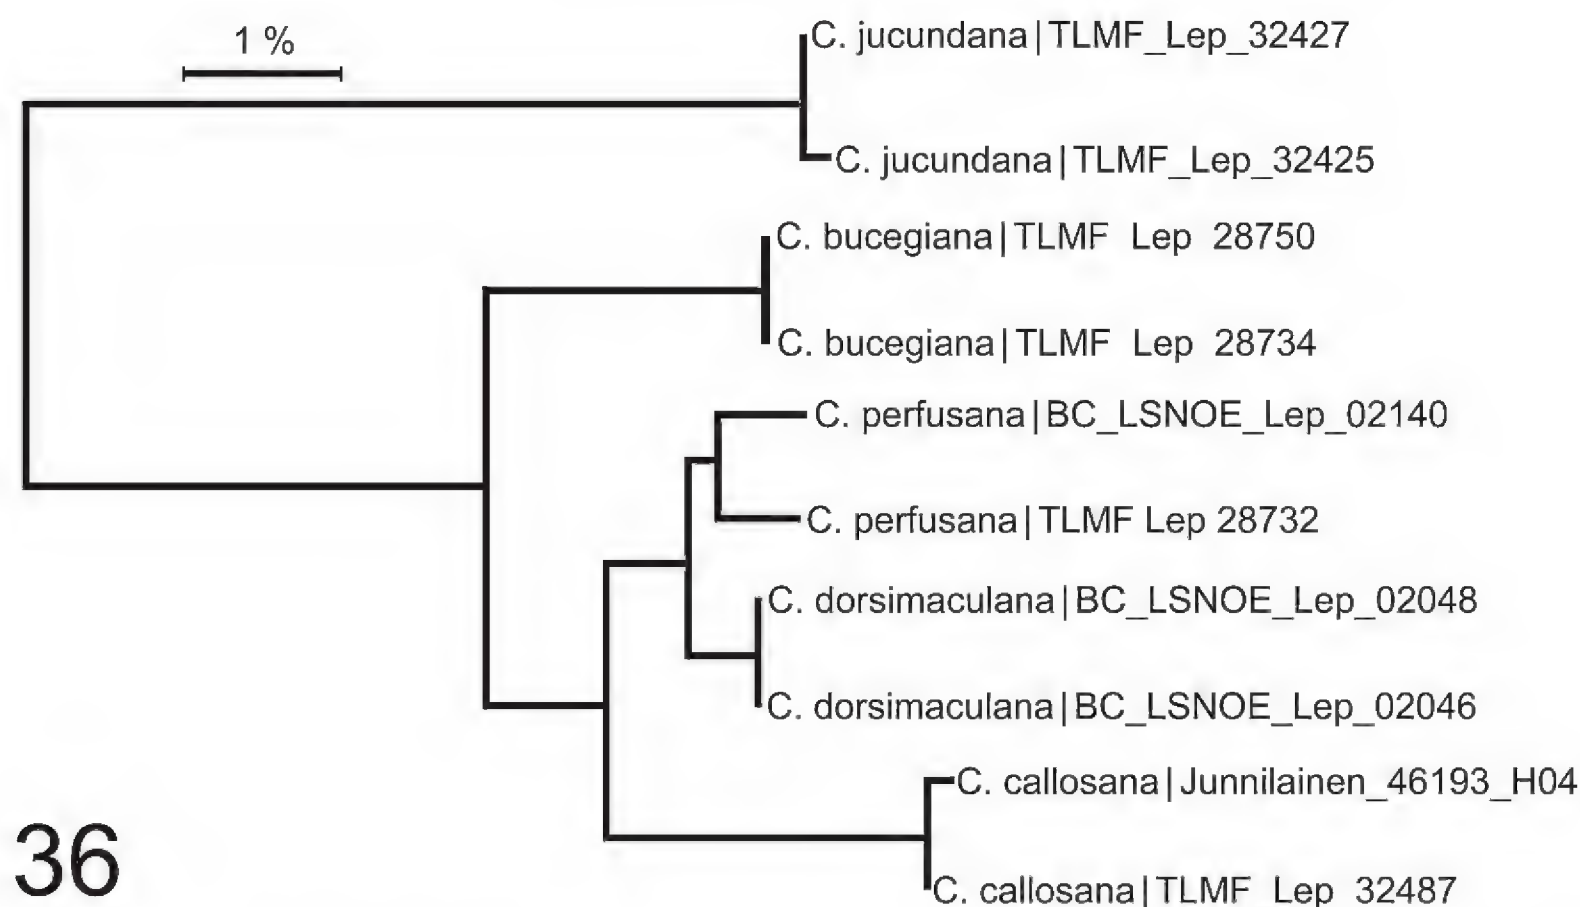 1 %
C. jucundana|TLMF_Lep_32427
C. jucundana|TLMF_Lep_32425
C. bucegiana|TLMF Lep 28750
C. bucegiana|TLMF Lep 28734
C. perfusana|BC_LSNOE_Lep_02140
C. perfusana|TLMF Lep 28732
C. dorsimaculana|BC_LSNOE_Lep_02048
C. dorsimaculana|BC_LSNOE_Lep_02046
C. callosana|Junnilainen_46193_H04
C. callosana|TLMF Lep 32487
36